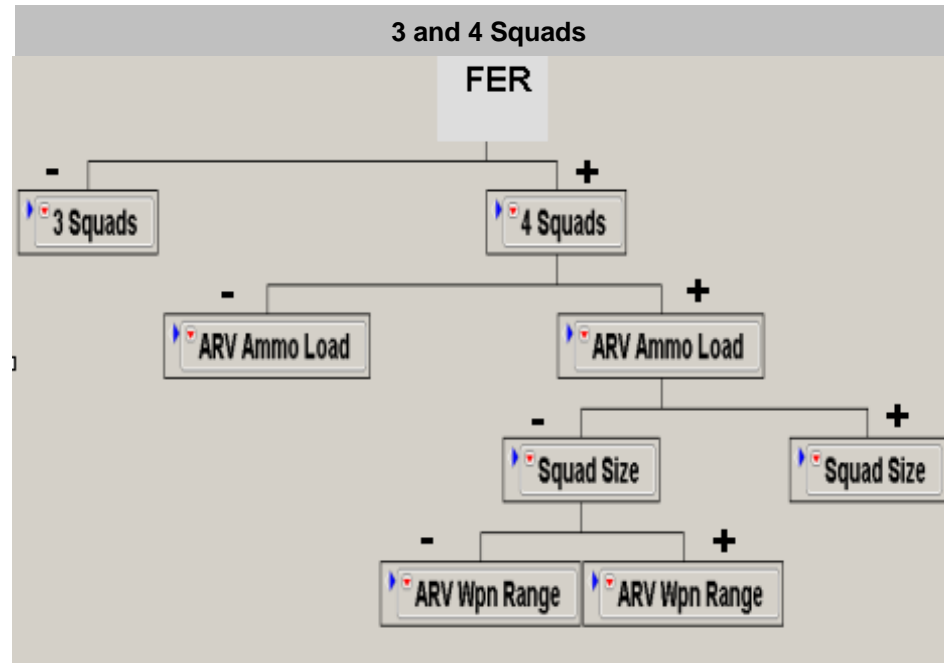 3 and 4 Squads
FER
- +
3 Squads 4 Squads
- +
ARV Ammo Load ARV Ammo Load
- +
Squad Size Squad Size
- +
ARV Wpn Range ARV Wpn Range